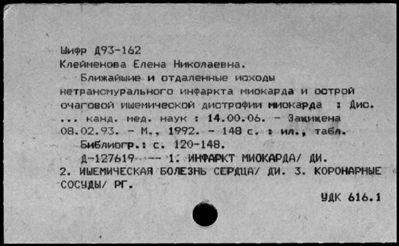 Шифр Д93-162
Клейменова Елена Николаевна.
Ближайшие и отдаленные исходы
нетрансмурального инфаркта миокарда и острой
очаговой ишемической дистрофии миокарда : Дис.
... канд. мед. наук : 14.00.06. - Защищена
08.02.93. - М., 1992. - 148 с. : ил., табл.
Библиогр.: с. 120-148.
Д-127619 -- 1. ИНФАРКТ МИОКАРДА/ ДИ.
2. ИШЕМИЧЕСКАЯ БОЛЕЗНЬ СЕРДЦА/ ДИ. 3. КОРОНАРНЫЕ
СОСУДЫ/ РГ.
УДК 616.1